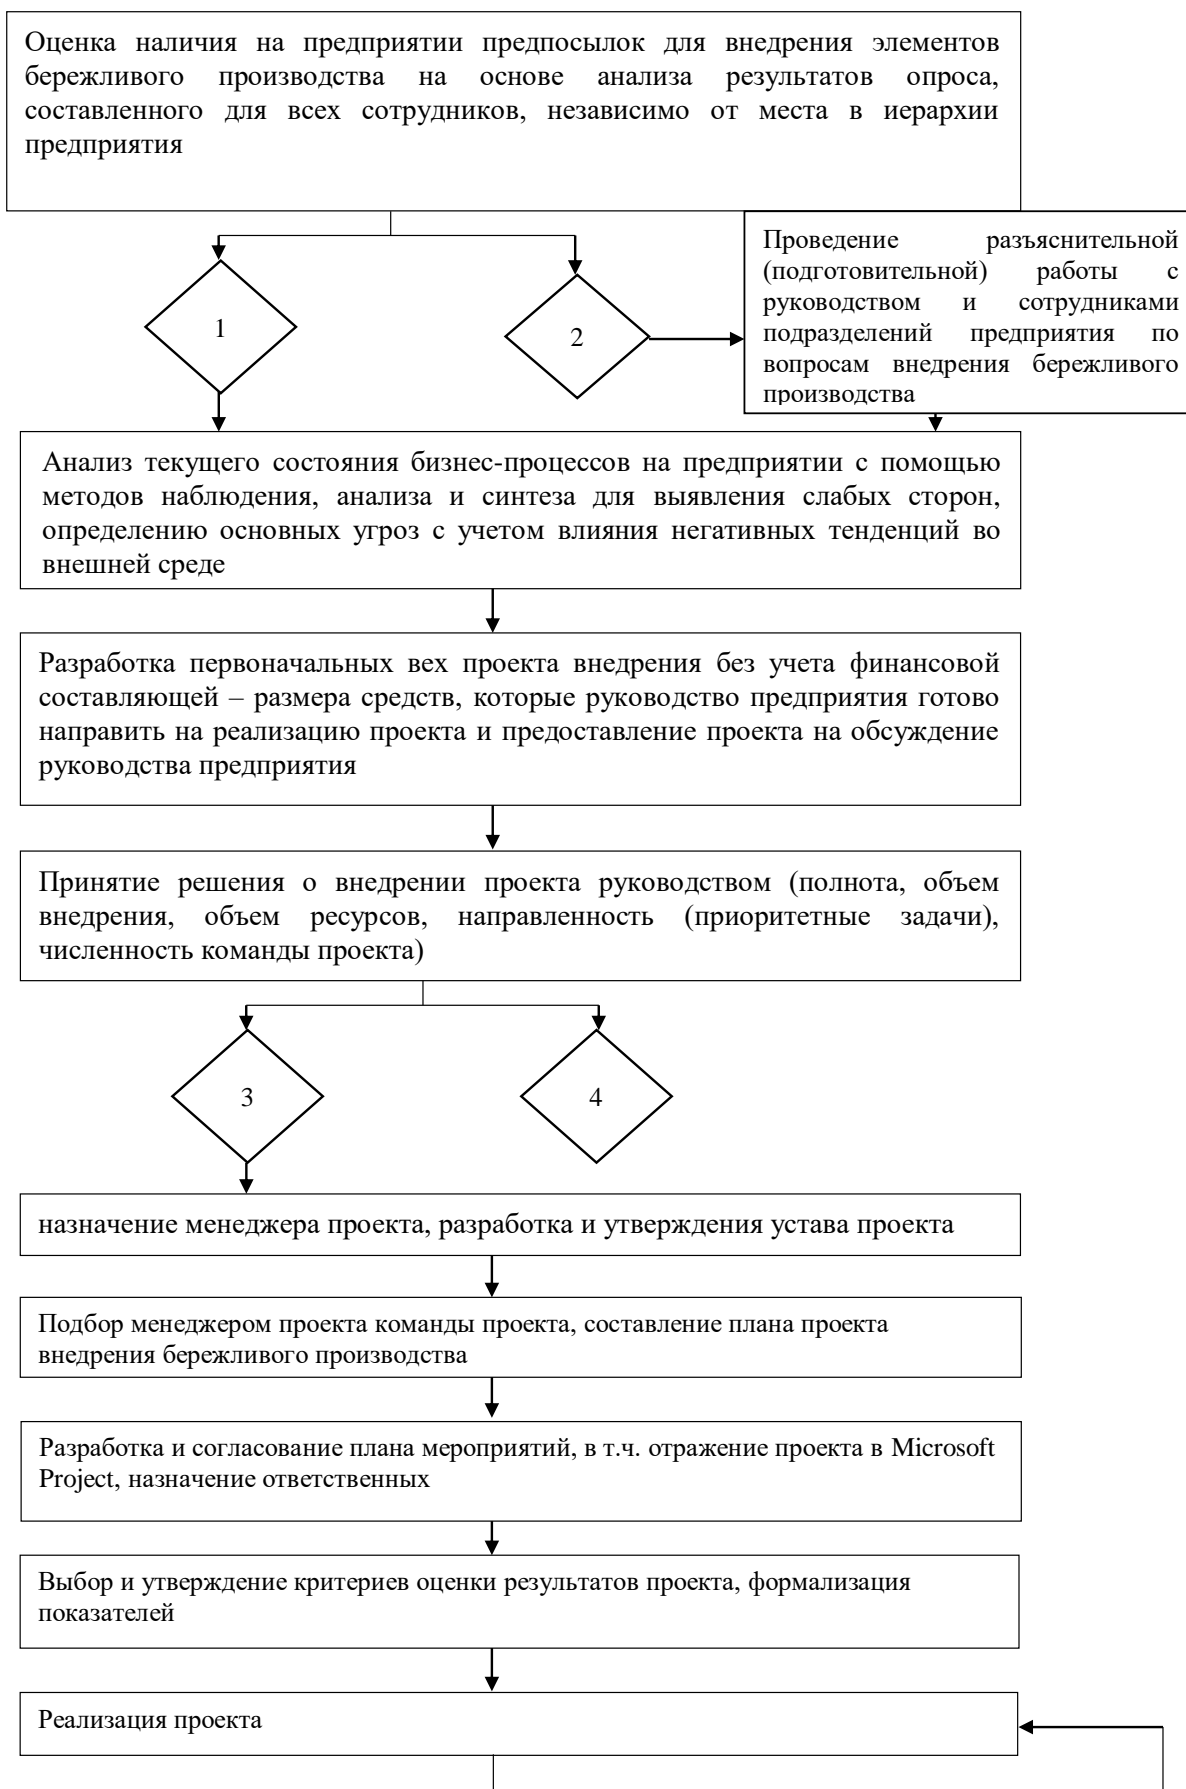 Оценка наличия на предприятии предпосылок для внедрения элементов
бережливого производства на основе анализа результатов опроса,
составленного для всех сотрудников, независимо от места в иерархии
предприятия
Проведение разъяснительной
(подготовительной) работы с
руководством и сотрудниками
подразделений предприятия по
вопросам внедрения бережливого
производства
1
2
Анализ текущего состояния бизнес-процессов на предприятии с помощью
методов наблюдения, анализа и синтеза для выявления слабых сторон,
определению основных угроз с учетом влияния негативных тенденций во
внешней среде
Разработка первоначальных вех проекта внедрения без учета финансовой
составляющей – размера средств, которые руководство предприятия готово
направить на реализацию проекта и предоставление проекта на обсуждение
руководства предприятия
Принятие решения о внедрении проекта руководством (полнота, объем
внедрения, объем ресурсов, направленность (приоритетные задачи),
численность команды проекта)
3
4
назначение менеджера проекта, разработка и утверждения устава проекта
Подбор менеджером проекта команды проекта, составление плана проекта
внедрения бережливого производства
Разработка и согласование плана мероприятий, в т.ч. отражение проекта в Microsoft
Project, назначение ответственных
Выбор и утверждение критериев оценки результатов проекта, формализация
показателей
Реализация проекта